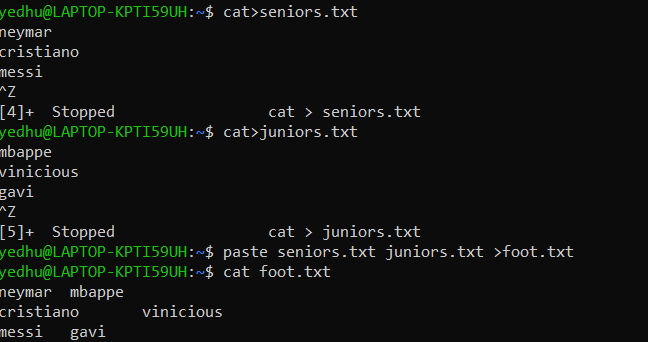 yedhu@LAPTOP-KPTI59UH:~$ cat>seniors.txt
neymar
cristiano
messi
^Z
[4]+  Stopped                 cat > seniors.txt
yedhu@LAPTOP-KPTI59UH:~$ cat>juniors.txt
mbappe
vinicious
gavi
^Z
[5]+  Stopped                 cat > juniors.txt
yedhu@LAPTOP-KPTI59UH:~$ paste seniors.txt juniors.txt >foot.txt
yedhu@LAPTOP-KPTI59UH:~$ cat foot.txt
neymar  mbappe
cristiano       vinicious
messi   gavi